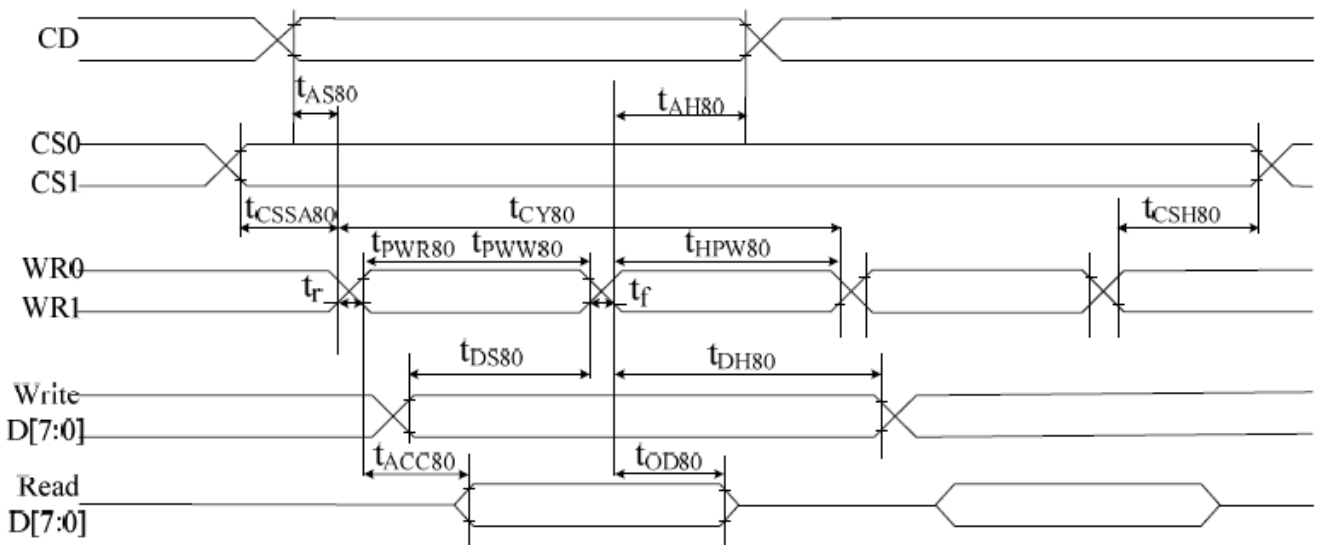 CD
tAS80
tAH80
CS0
CS1
tCSSA80
tCY80
tCSH80
tPWR80 tPWW80
tHPW80
WR0
WR1
tr
tf
tDS80
tDH80
Write
D[7:0]
tACC80
tOD80
Read
D[7:0]